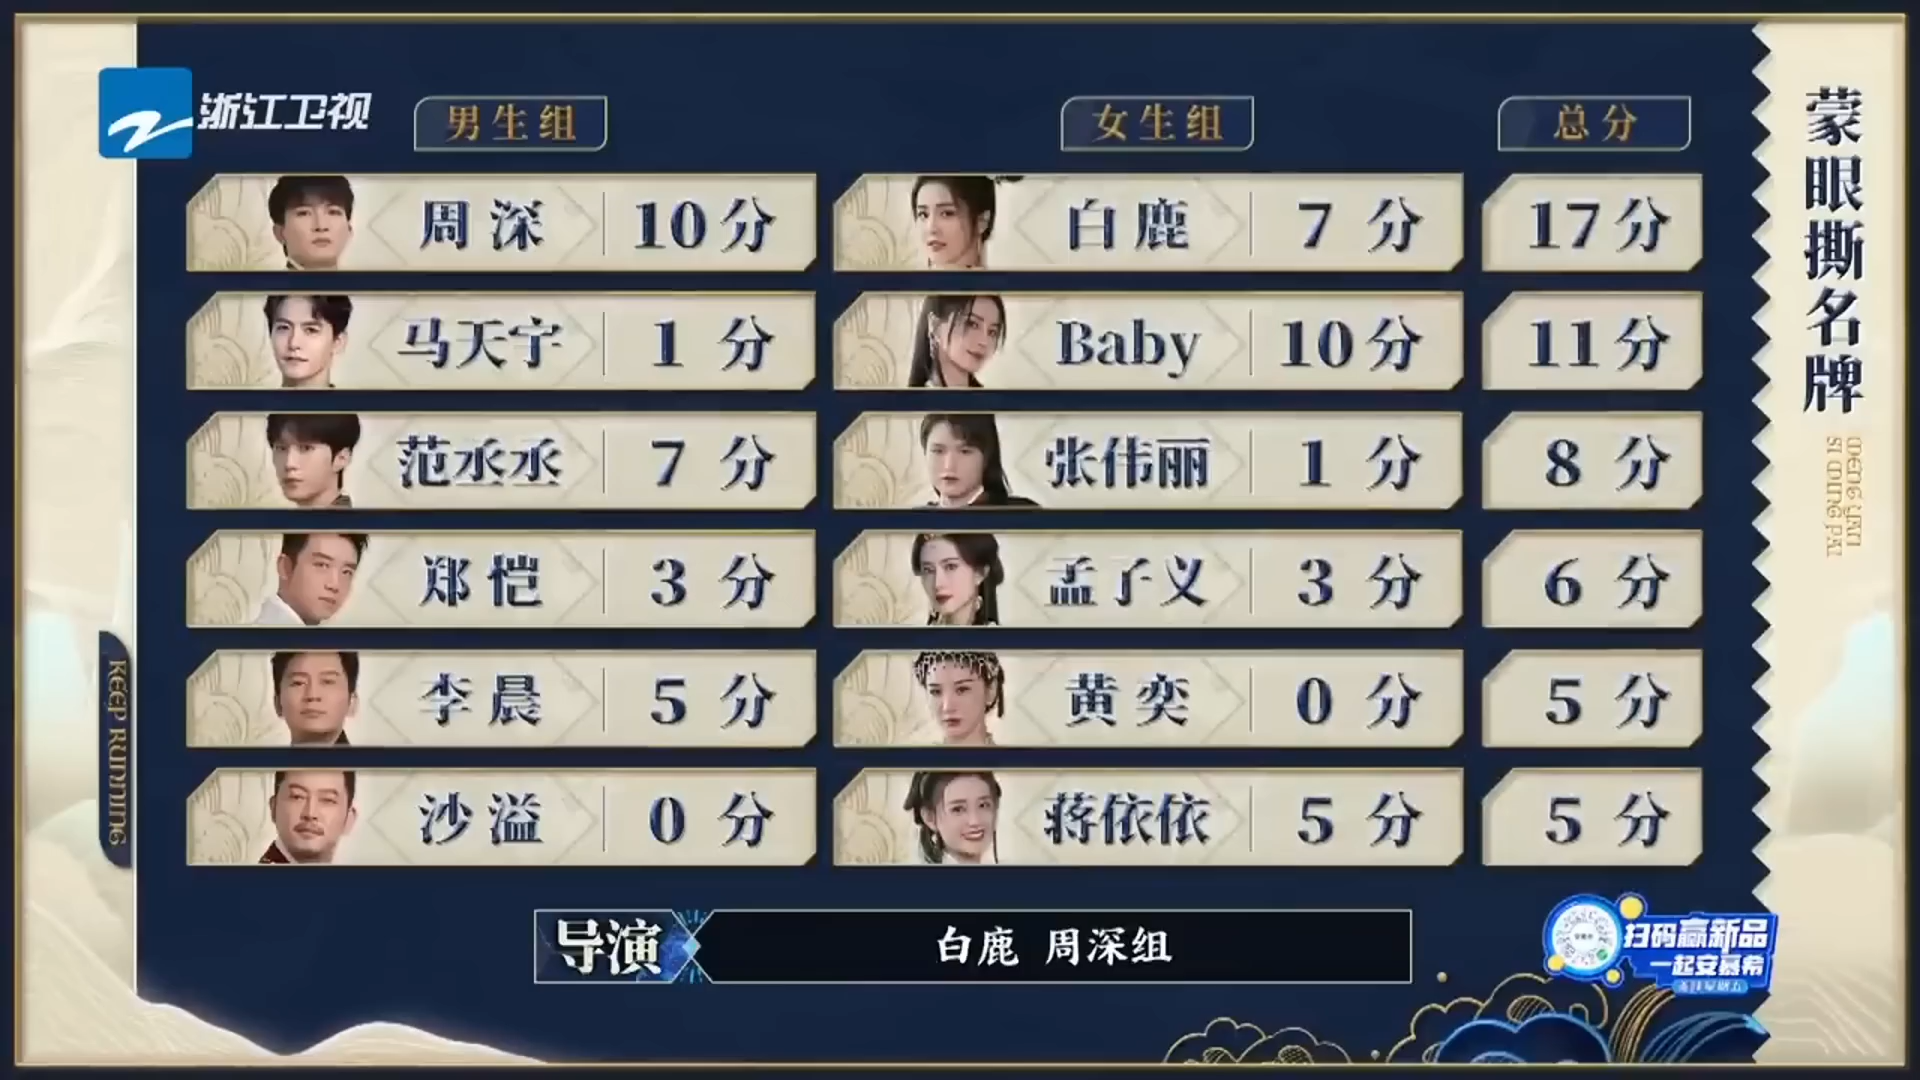 浙江卫视
男生组 女生组 总分
周深 10分 白鹿 7分 17分
马天宇 1分 Baby 10分 11分
范丞丞 7分 张伟丽 1分 8分
郑恺 3分 孟子义 3分 6分
李晨 5分 黄奕 0分 5分
沙溢 0分 蒋依依 5分 5分
导演 白鹿 周深组
蒙眼撕名牌
MENG YAN
SI MING PAI
KEEP RUNNING
扫码赢新品
一起安慕希